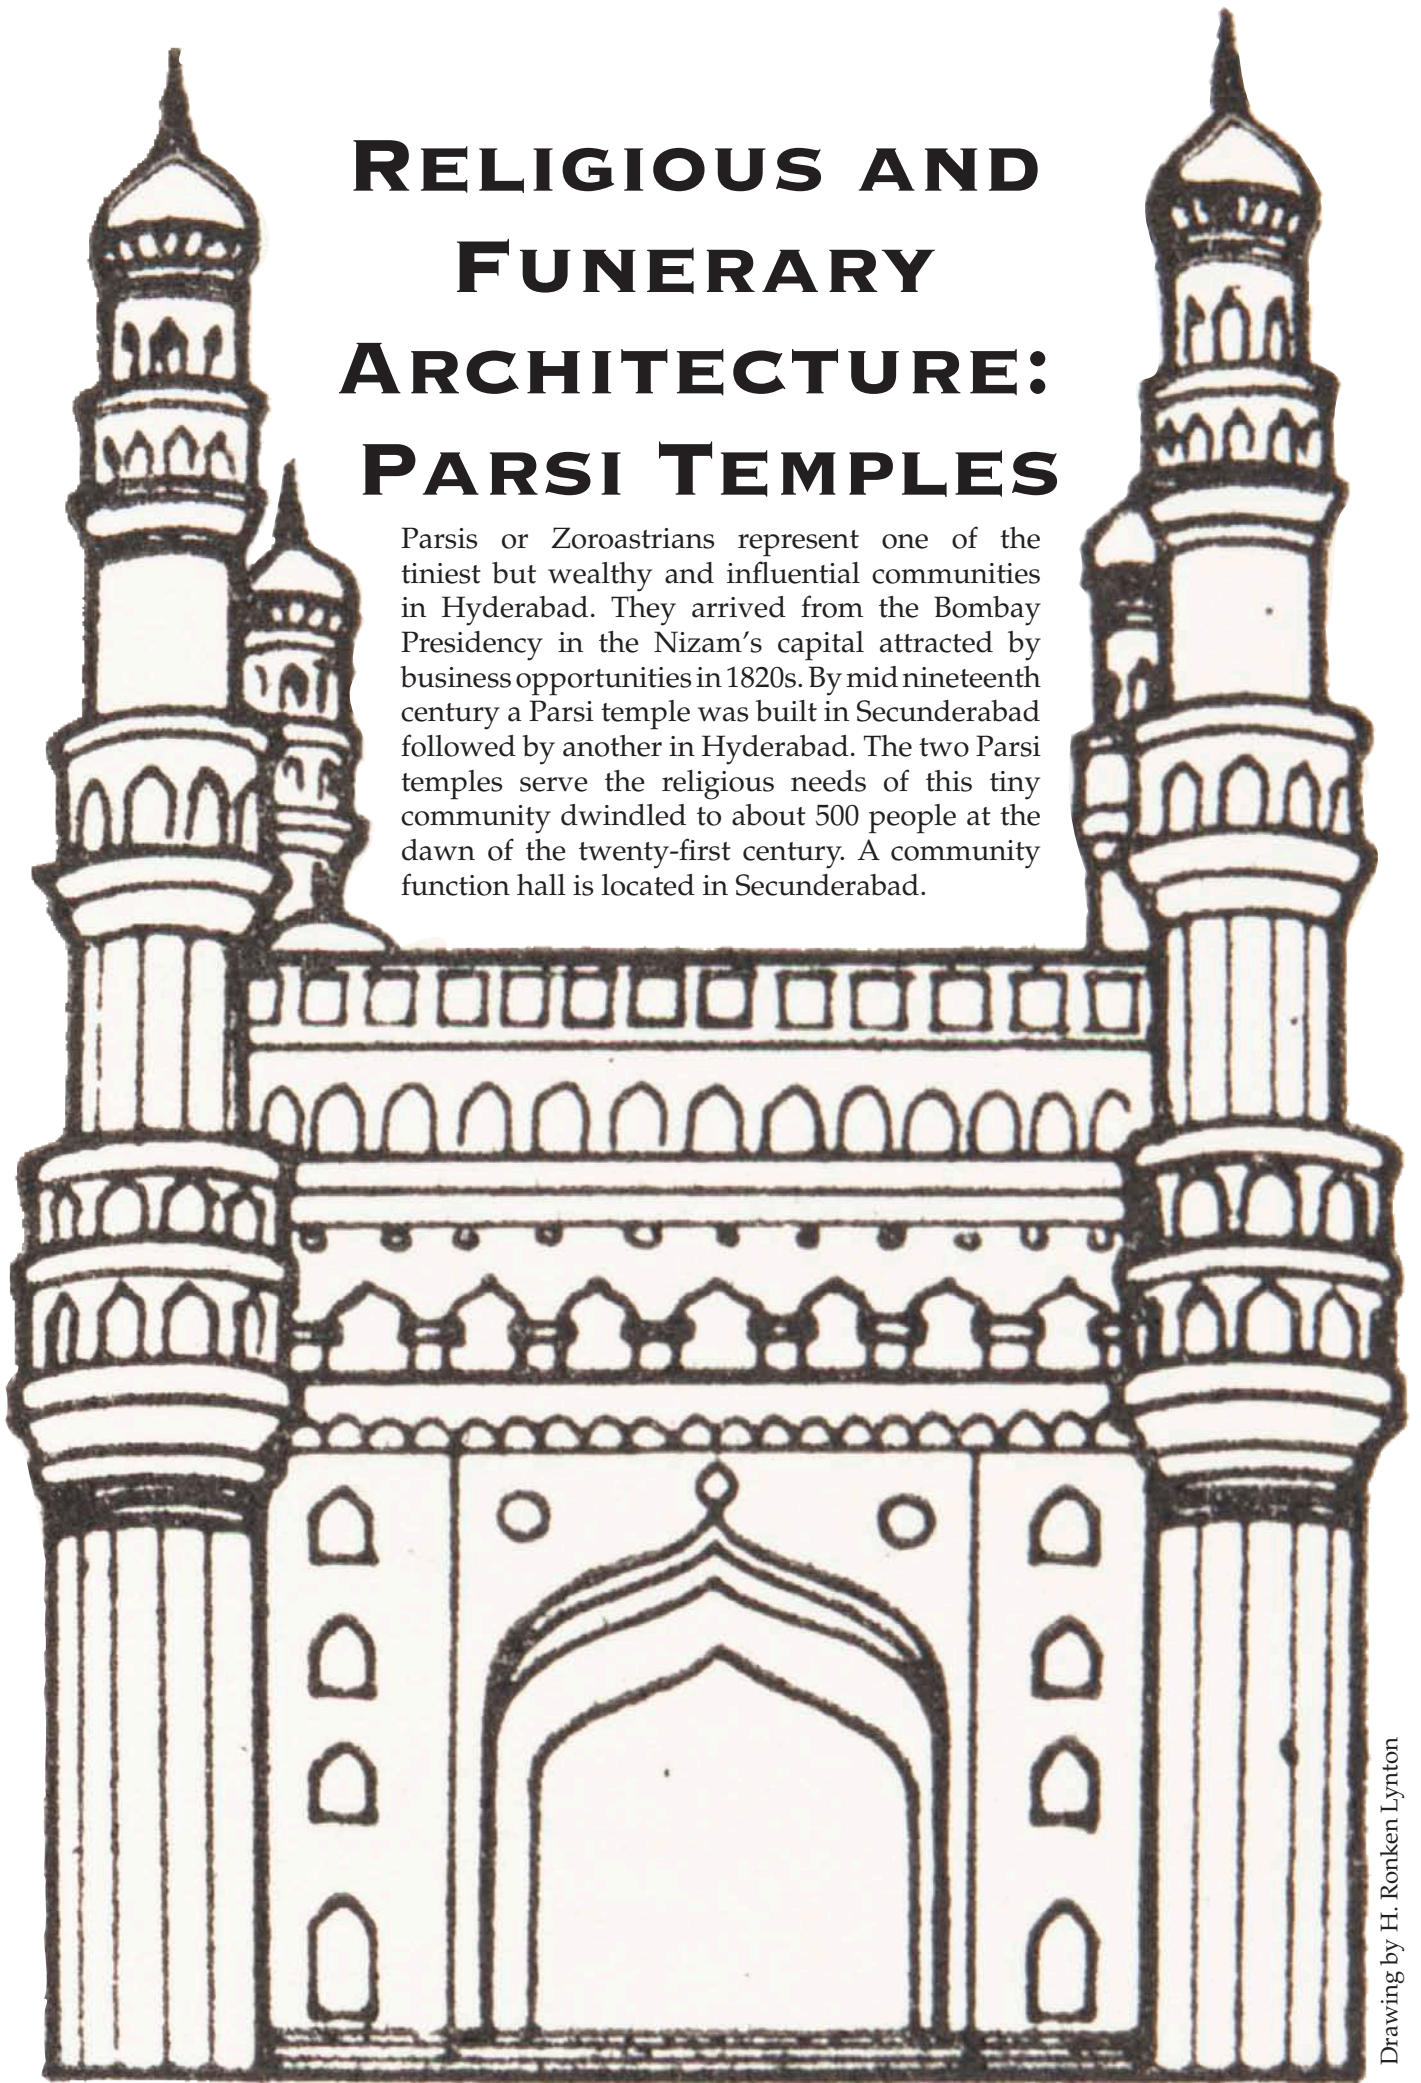 Religious and
Funerary
Architecture:
Parsi Temples
Parsis or Zoroastrians represent one of the
tiniest but wealthy and influential communities
in Hyderabad. They arrived from the Bombay
Presidency in the Nizam’s capital attracted by
business opportunities in 1820s. By mid nineteenth
century a Parsi temple was built in Secunderabad
followed by another in Hyderabad. The two Parsi
temples serve the religious needs of this tiny
community dwindled to about 500 people at the
dawn of the twenty-first century. A community
function hall is located in Secunderabad.
Drawing by H. Ronken Lynton